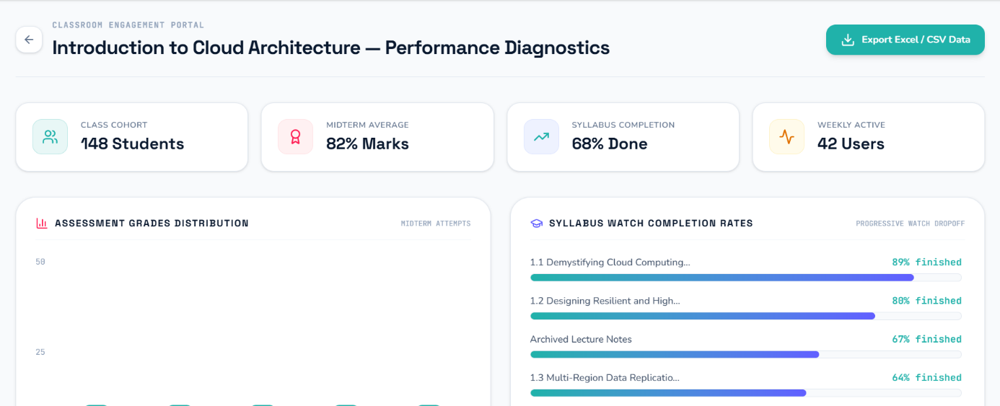 CLASSROOM ENGAGEMENT PORTAL
Introduction to Cloud Architecture — Performance Diagnostics
Export Excel / CSV Data
CLASS COHORT
148 Students
MIDTERM AVERAGE
82% Marks
SYLLABUS COMPLETION
68% Done
WEEKLY ACTIVE
42 Users
ASSESSMENT GRADES DISTRIBUTION
MIDTERM ATTEMPTS
50
25
SYLLABUS WATCH COMPLETION RATES
PROGRESSIVE WATCH DROPOFF
1.1 Demystifying Cloud Computing...
89% finished
1.2 Designing Resilient and High...
80% finished
Archived Lecture Notes
67% finished
1.3 Multi-Region Data Replicatio...
64% finished